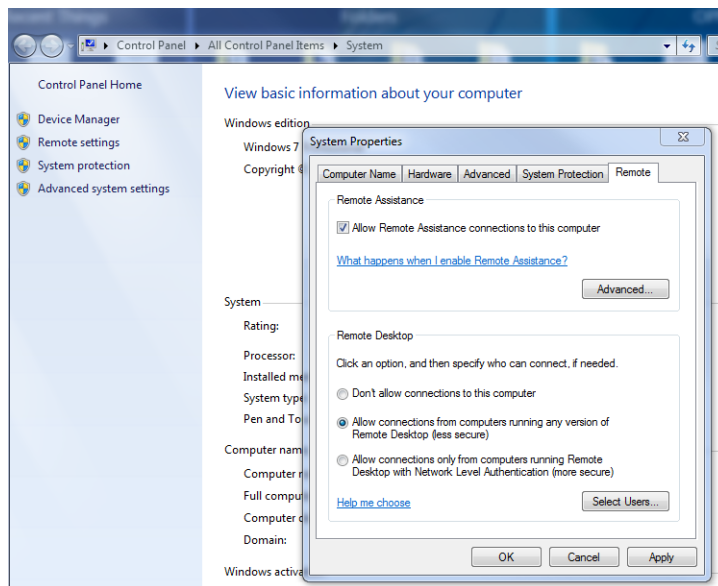 Control Panel ▸ All Control Panel Items ▸ System
Control Panel Home
Device Manager
Remote settings
System protection
Advanced system settings
View basic information about your computer
Windows edition
Windows 7
Copyright ©
System
Rating:
Processor:
Installed
System type
Pen and
Computer
Computer
Full
Computer
Domain:
Windows
System Properties
Computer Name
Hardware
Advanced
System Protection
Remote
Remote Assistance
Allow Remote Assistance connections to this computer
What happens when I enable Remote Assistance?
Advanced...
Remote Desktop
Click an option, and then specify who can connect, if needed.
Don't allow connections to this computer
Allow connections from computers running any version of
Remote Desktop (less secure)
Allow connections only from computers running Remote
Desktop with Network Level Authentication (more secure)
Help me choose
Select Users...
OK
Cancel
Apply